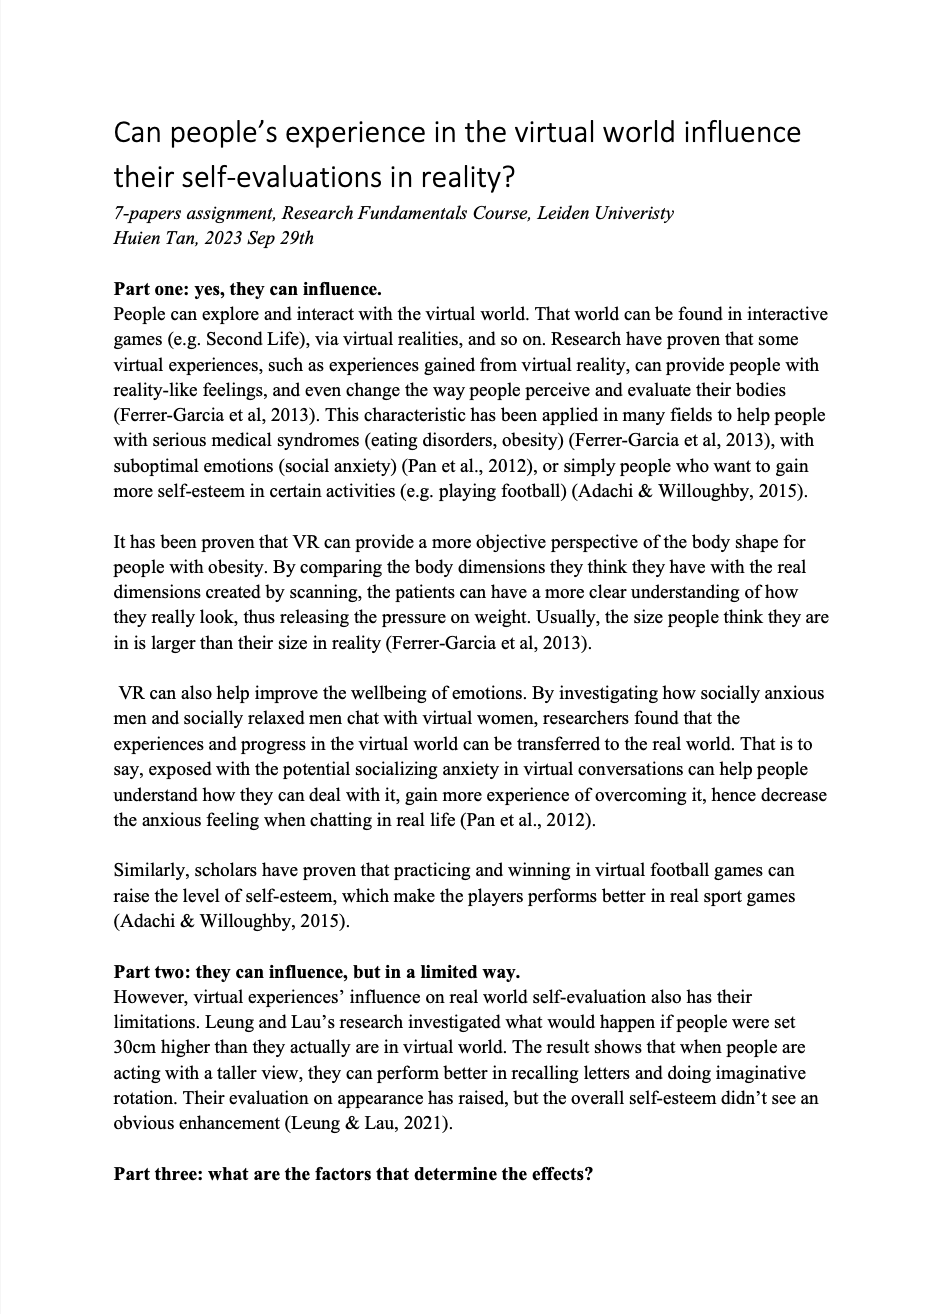 Can people’s experience in the virtual world influence
their self-evaluations in reality?
7-papers assignment, Research Fundamentals Course, Leiden Univeristy
Huien Tan, 2023 Sep 29th
Part one: yes, they can influence.
People can explore and interact with the virtual world. That world can be found in interactive
games (e.g. Second Life), via virtual realities, and so on. Research have proven that some
virtual experiences, such as experiences gained from virtual reality, can provide people with
reality-like feelings, and even change the way people perceive and evaluate their bodies
(Ferrer-Garcia et al, 2013). This characteristic has been applied in many fields to help people
with serious medical syndromes (eating disorders, obesity) (Ferrer-Garcia et al, 2013), with
suboptimal emotions (social anxiety) (Pan et al., 2012), or simply people who want to gain
more self-esteem in certain activities (e.g. playing football) (Adachi & Willoughby, 2015).
It has been proven that VR can provide a more objective perspective of the body shape for
people with obesity. By comparing the body dimensions they think they have with the real
dimensions created by scanning, the patients can have a more clear understanding of how
they really look, thus releasing the pressure on weight. Usually, the size people think they are
in is larger than their size in reality (Ferrer-Garcia et al, 2013).
VR can also help improve the wellbeing of emotions. By investigating how socially anxious
men and socially relaxed men chat with virtual women, researchers found that the
experiences and progress in the virtual world can be transferred to the real world. That is to
say, exposed with the potential socializing anxiety in virtual conversations can help people
understand how they can deal with it, gain more experience of overcoming it, hence decrease
the anxious feeling when chatting in real life (Pan et al., 2012).
Similarly, scholars have proven that practicing and winning in virtual football games can
raise the level of self-esteem, which make the players performs better in real sport games
(Adachi & Willoughby, 2015).
Part two: they can influence, but in a limited way.
However, virtual experiences’ influence on real world self-evaluation also has their
limitations. Leung and Lau’s research investigated what would happen if people were set
30cm higher than they actually are in virtual world. The result shows that when people are
acting with a taller view, they can perform better in recalling letters and doing imaginative
rotation. Their evaluation on appearance has raised, but the overall self-esteem didn’t see an
obvious enhancement (Leung & Lau, 2021).
Part three: what are the factors that determine the effects?